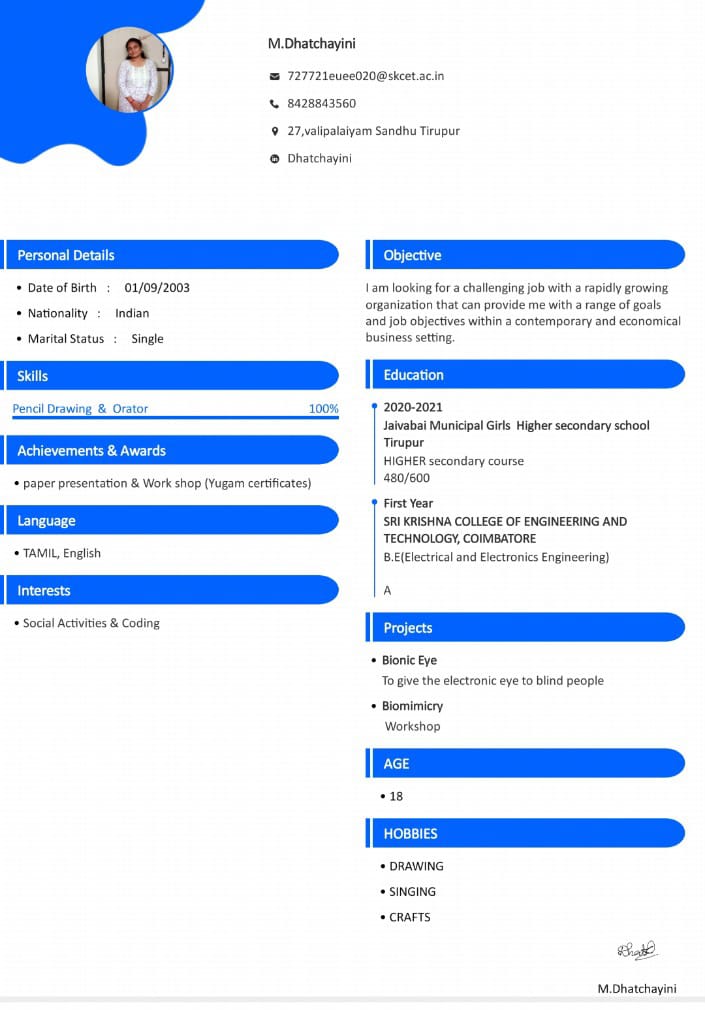 M.Dhatchayini
727721euee020@skcet.ac.in
8428843560
27,valipalaiyam Sandhu Tirupur
in
Dhatchayini
Personal Details
• Date of Birth : 01/09/2003
• Nationality : Indian
• Marital Status : Single
Skills
Pencil Drawing & Orator 100%
Achievements & Awards
• paper presentation & Work shop (Yugam certificates)
Language
• TAMIL, English
Interests
• Social Activities & Coding
Objective
I am looking for a challenging job with a rapidly growing
organization that can provide me with a range of goals
and job objectives within a contemporary and economical
business setting.
Education
2020-2021
Jaivabai Municipal Girls Higher secondary school
Tirupur
HIGHER secondary course
480/600
First Year
SRI KRISHNA COLLEGE OF ENGINEERING AND
TECHNOLOGY, COIMBATORE
B.E(Electrical and Electronics Engineering)
A
Projects
• Bionic Eye
To give the electronic eye to blind people
• Biomimicry
Workshop
AGE
• 18
HOBBIES
• DRAWING
• SINGING
• CRAFTS
M.Dhatchayini